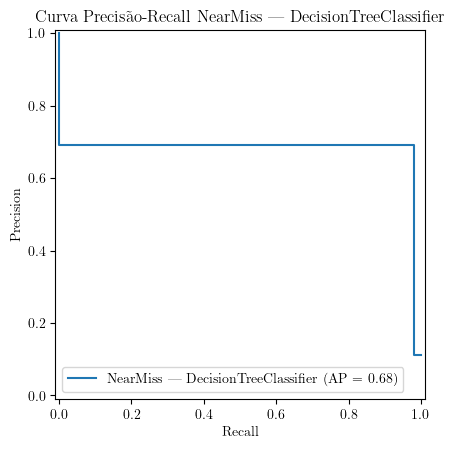 Curva Precisão-Recall NearMiss — DecisionTreeClassifier
1.0
0.8
0.6
0.4
0.2
0.0
Precision
NearMiss — DecisionTreeClassifier (AP = 0.68)
0.0 0.2 0.4 0.6 0.8 1.0
Recall